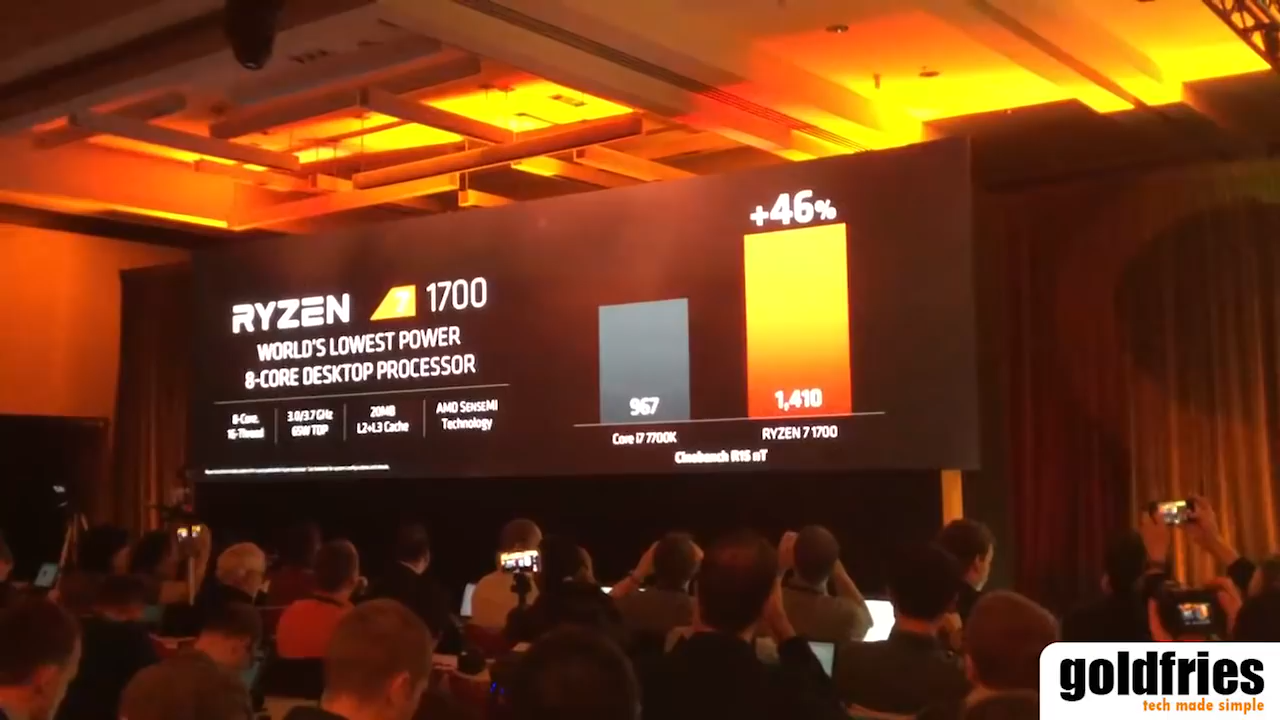 +46%
RYZEN 7 1700
WORLD'S LOWEST POWER
8-CORE DESKTOP PROCESSOR
8-Core,
16-Thread
3.0/3.7 GHz
65W TDP
20MB
L2+L3 Cache
AMD SENSEMI
Technology
967
1,410
Core i7 7700K
RYZEN 7 1700
Cinebench R15 nT
goldfries
tech made simple